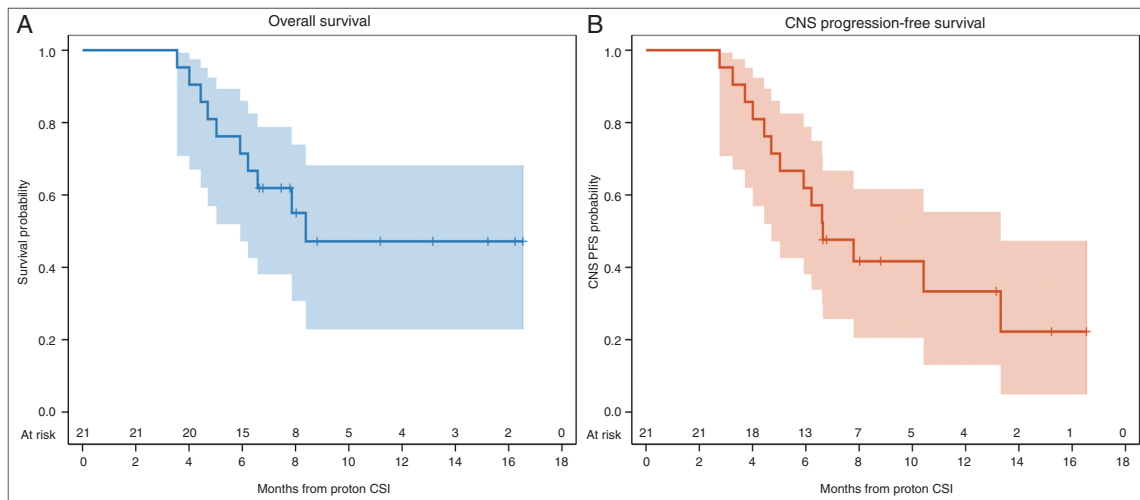 A
Overall survival
1.0
0.8
0.6
0.4
0.2
0.0
Survival probability
At risk 21 21 20 15 8 5 4 3 2 0
0 2 4 6 8 10 12 14 16 18
Months from proton CSI
B
CNS progression-free survival
1.0
0.8
0.6
0.4
0.2
0.0
CNS PFS probability
At risk 21 21 18 13 7 5 4 2 1 0
0 2 4 6 8 10 12 14 16 18
Months from proton CSI